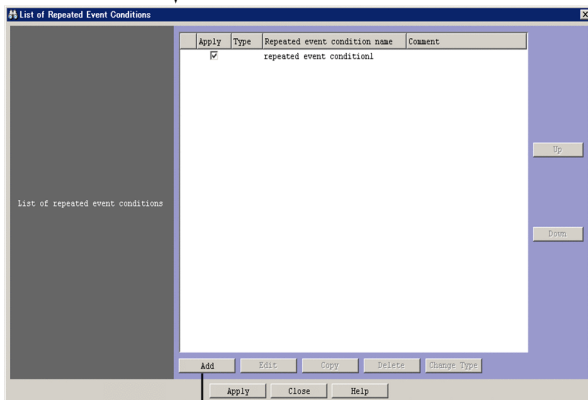 List of Repeated Event Conditions
Apply Type Repeated event condition name Comment
repeated event condition1
Up
List of repeated event conditions
Down
Add Edit Copy Delete Change Type
Apply Close Help